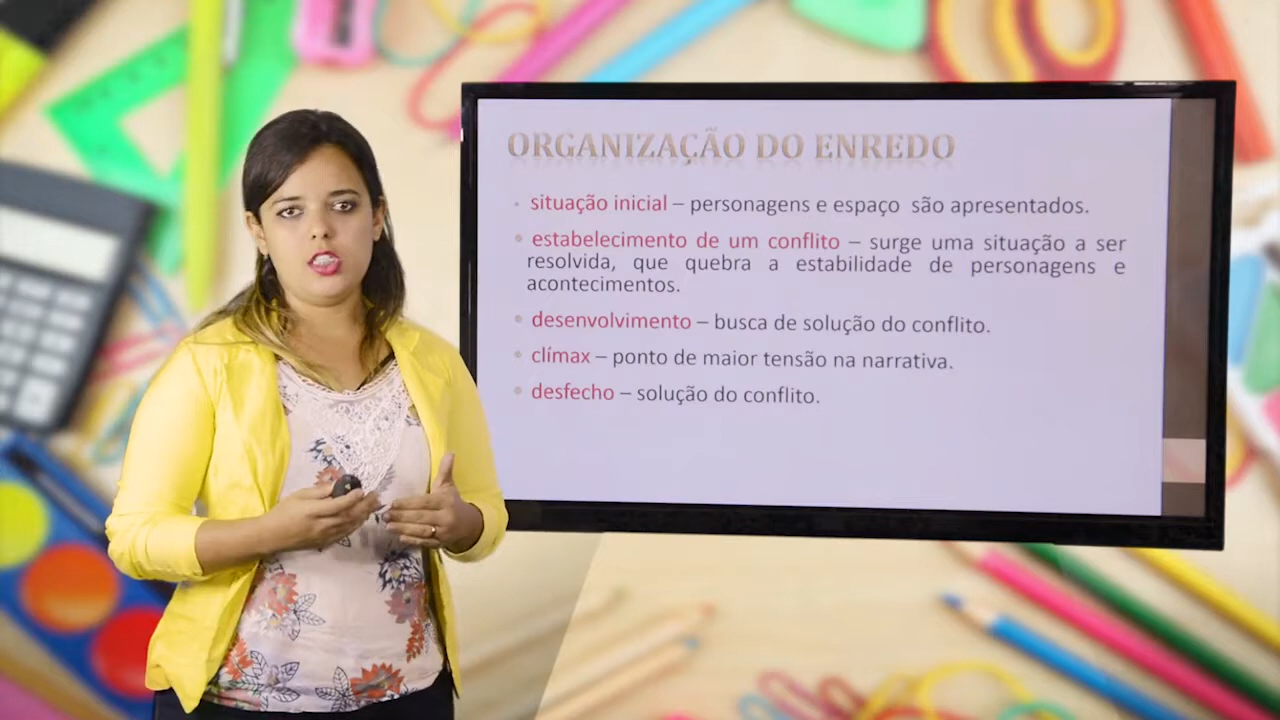 ORGANIZAÇÃO DO ENREDO
situação inicial – personagens e espaço são apresentados.
estabelecimento de um conflito – surge uma situação a ser
resolvida, que quebra a estabilidade de personagens e
acontecimentos.
desenvolvimento – busca de solução do conflito.
clímax – ponto de maior tensão na narrativa.
desfecho – solução do conflito.